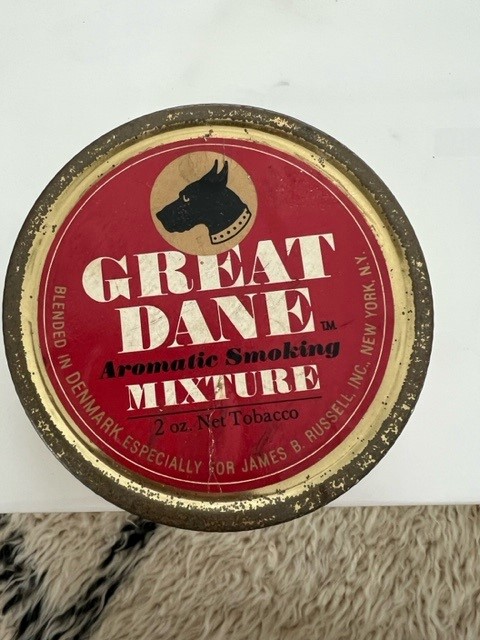 GREAT
DANE™
Aromatic Smoking
MIXTURE
2 oz. Net Tobacco
BLENDED IN DENMARK ESPECIALLY FOR JAMES B. RUSSELL, INC. NEW YORK, N.Y.